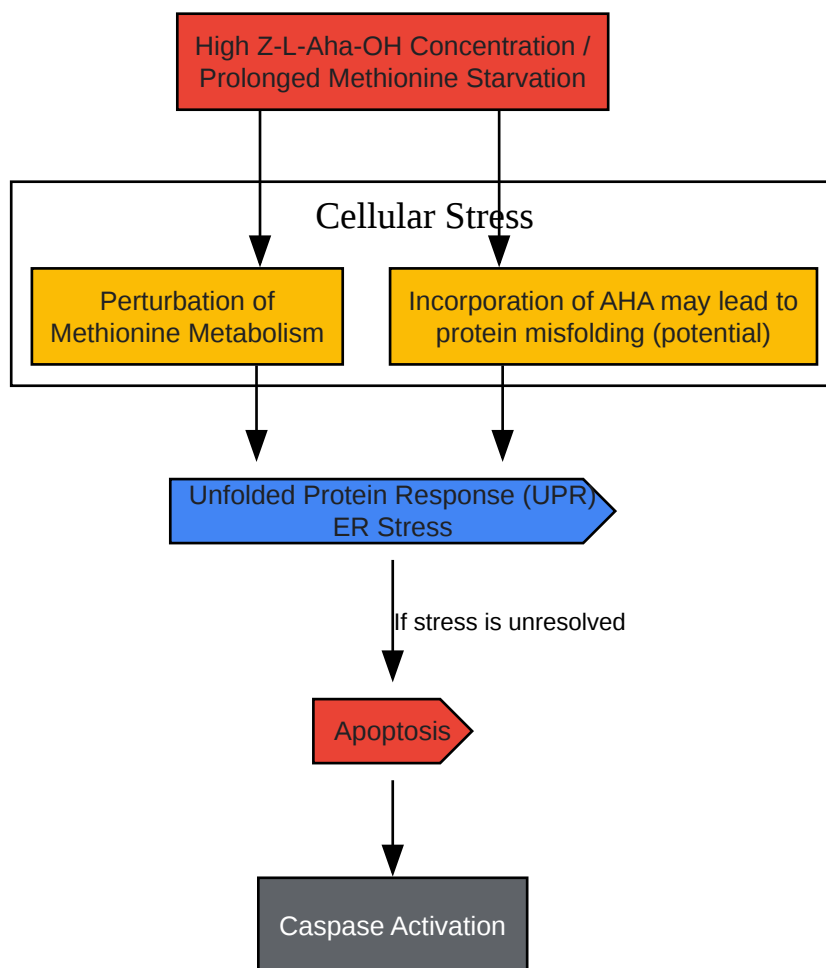 High Z-L-Aha-OH Concentration /
Prolonged Methionine Starvation
Cellular Stress
Perturbation of
Methionine Metabolism
Incorporation of AHA may lead to
protein misfolding (potential)
Unfolded Protein Response (UPR)
ER Stress
If stress is unresolved
Apoptosis
Caspase Activation